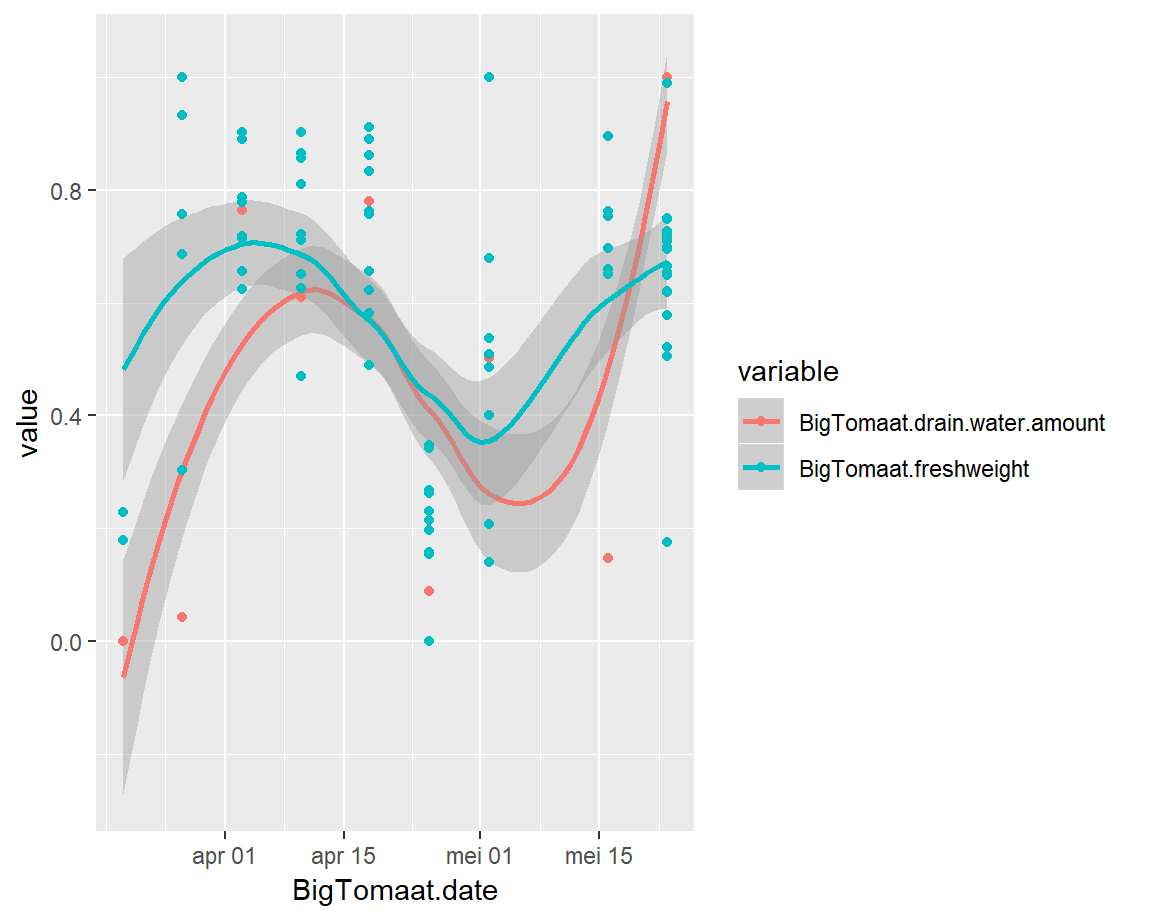 value
0.8
0.4
0.0
apr 01
apr 15
mei 01
mei 15
BigTomaat.date
variable
BigTomaat.drain.water.amount
BigTomaat.freshweight